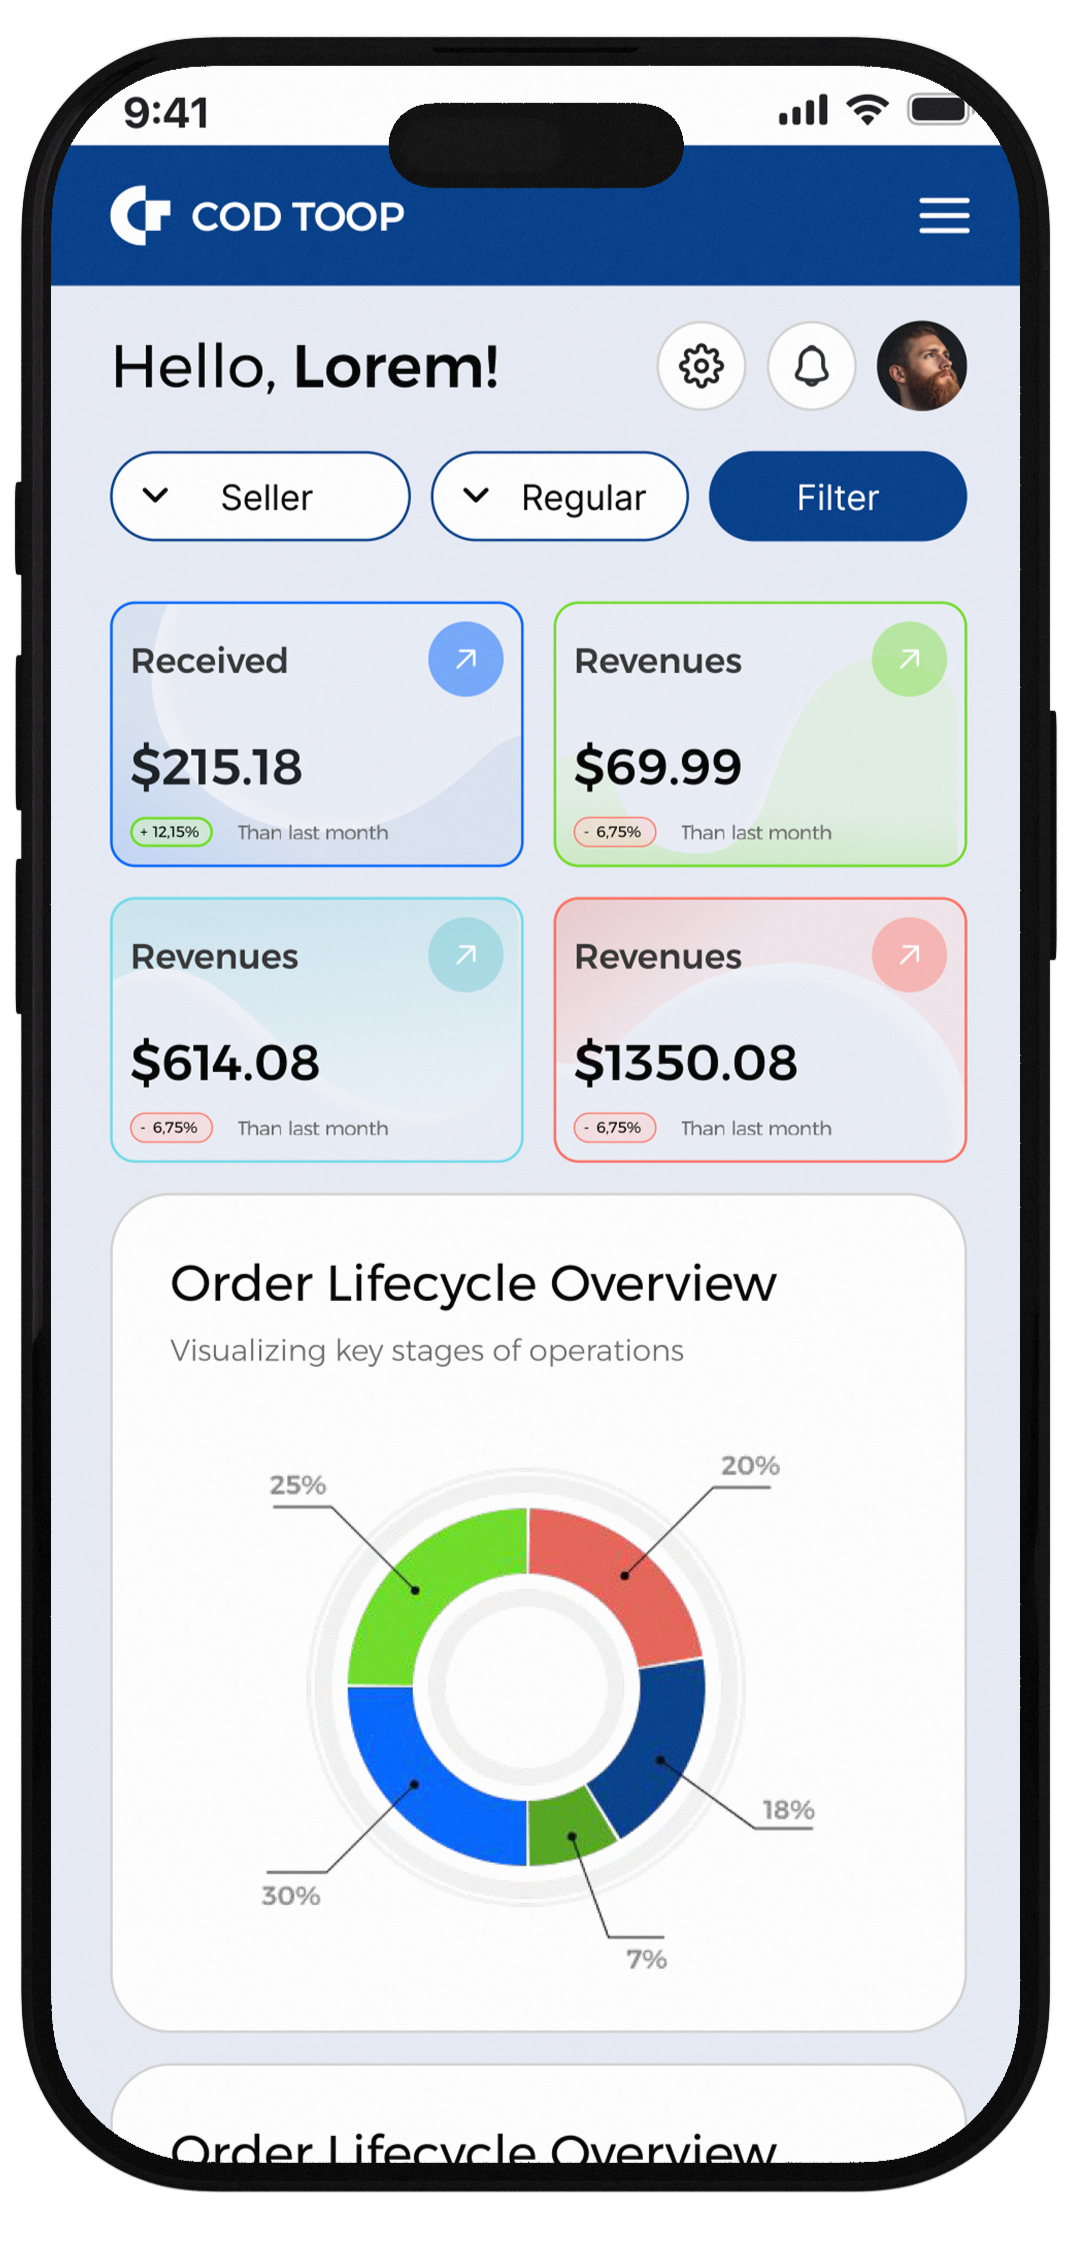 9:41
COD TOOP
Hello, Lorem!
Seller
Regular
Filter
Received
$215.18
+ 12,15%
Than last month
Revenues
$69.99
- 6,75%
Than last month
Revenues
$614.08
- 6,75%
Than last month
Revenues
$1350.08
- 6,75%
Than last month
Order Lifecycle Overview
Visualizing key stages of operations
25%
20%
18%
30%
7%
Order Lifecycle Overview